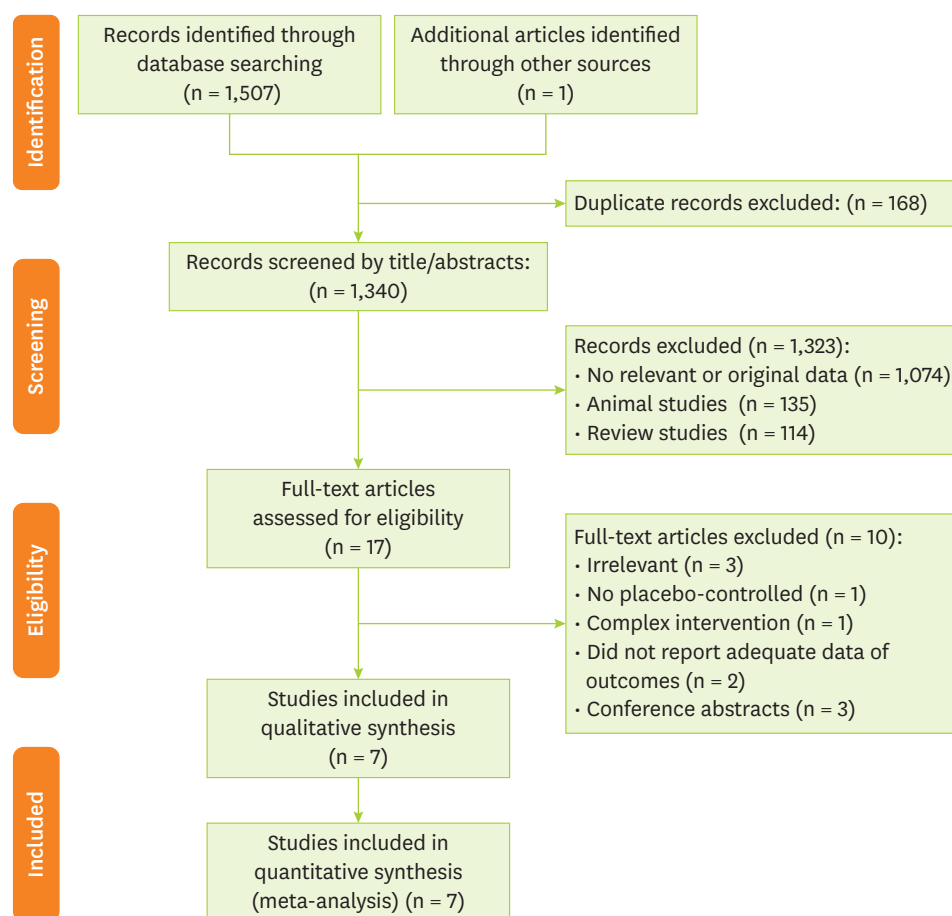 Identification
Records identified through
database searching
(n = 1,507)
Additional articles identified
through other sources
(n = 1)
Duplicate records excluded: (n = 168)
Screening
Records screened by title/abstracts:
(n = 1,340)
Records excluded (n = 1,323):
• No relevant or original data (n = 1,074)
• Animal studies (n = 135)
• Review studies (n = 114)
Eligibility
Full-text articles
assessed for eligibility
(n = 17)
Full-text articles excluded (n = 10):
• Irrelevant (n = 3)
• No placebo-controlled (n = 1)
• Complex intervention (n = 1)
• Did not report adequate data of
outcomes (n = 2)
• Conference abstracts (n = 3)
Studies included in
qualitative synthesis
(n = 7)
Included
Studies included in
quantitative synthesis
(meta-analysis) (n = 7)